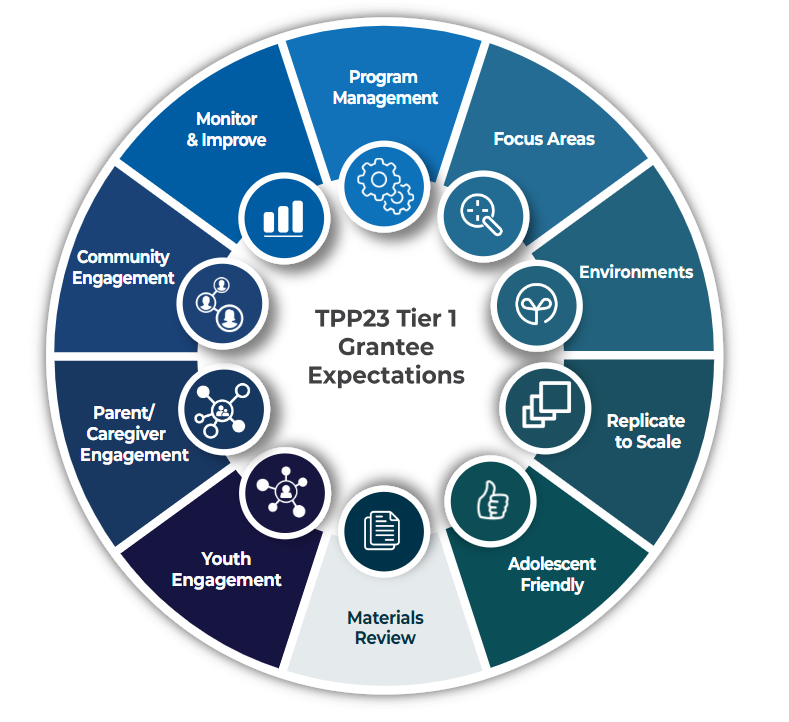 Program
Management
Focus Areas
Environments
Replicate
to Scale
Adolescent
Friendly
Materials
Review
Youth
Engagement
Parent/
Caregiver
Engagement
Community
Engagement
Monitor
& Improve
TPP23 Tier 1
Grantee
Expectations